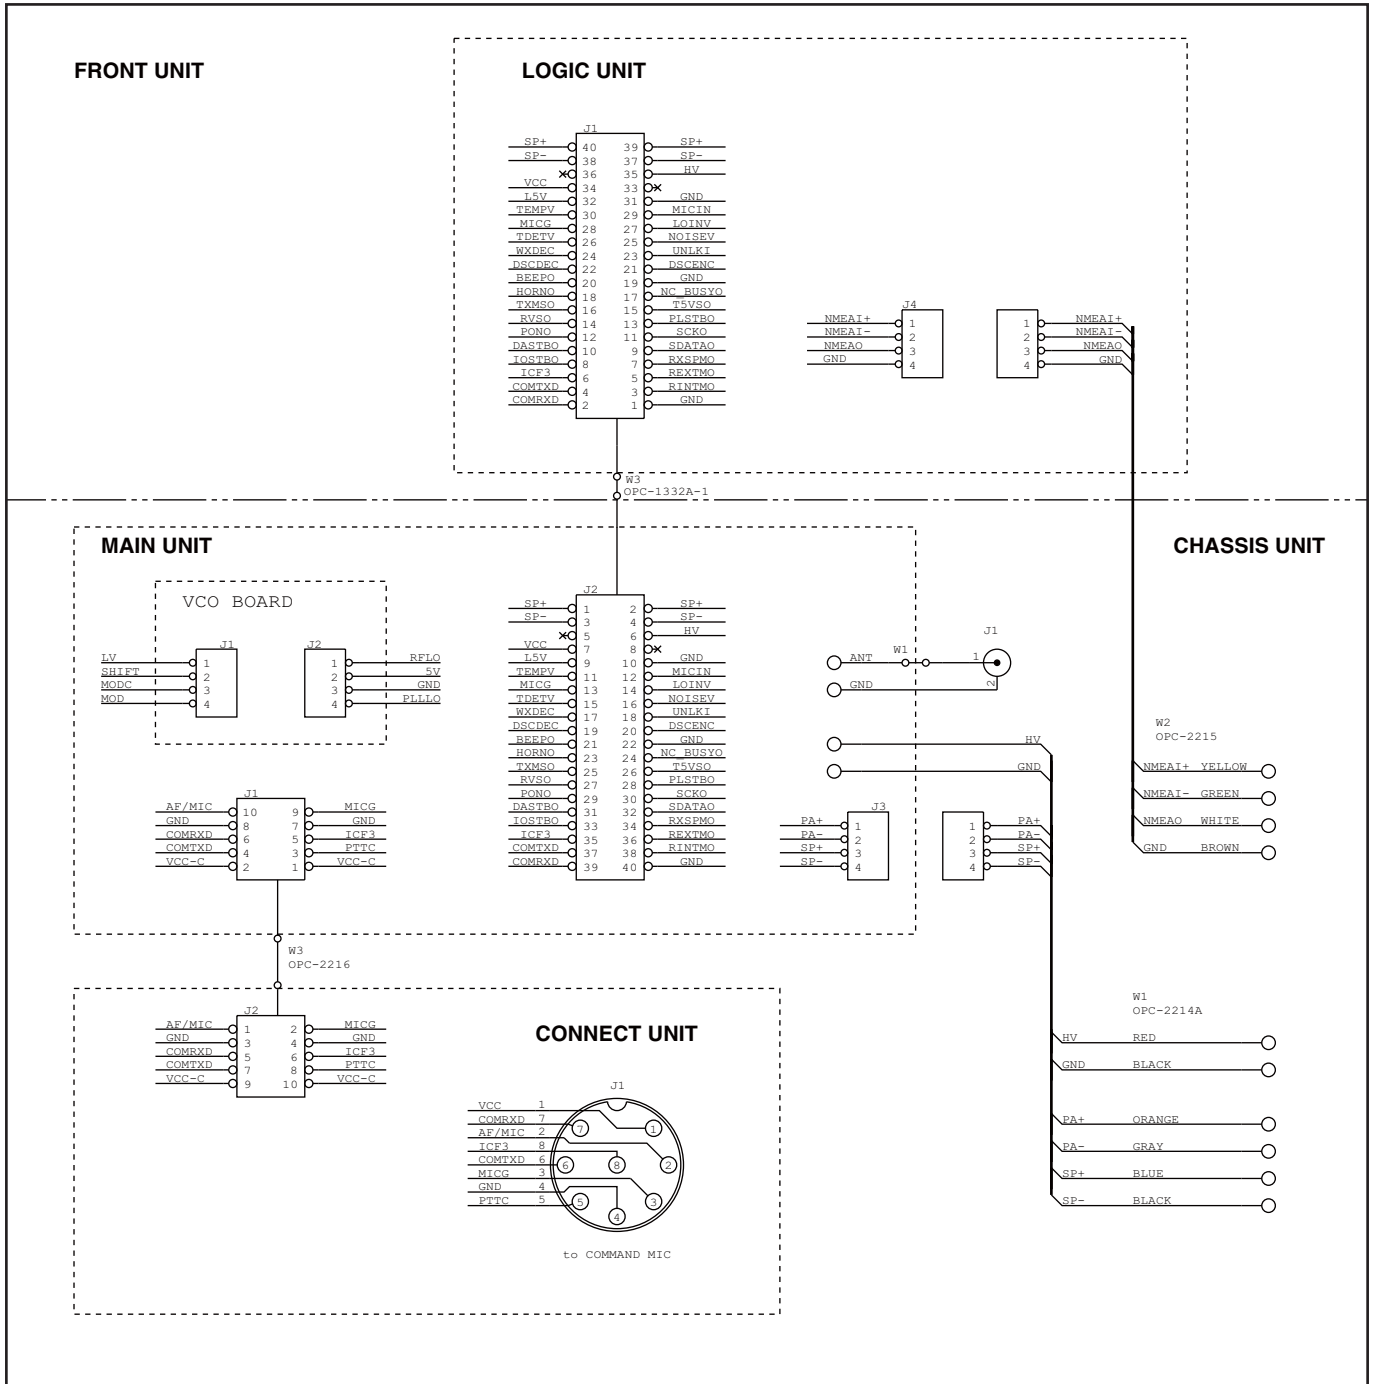 FRONT UNIT
LOGIC UNIT
J1
SP+ 40 39 SP+
SP- 38 37 SP-
36 35 HV
VCC 34 33
L5V 32 31 GND
TEMPV 30 29 MICIN
MICG 28 27 LOINV
TDETV 26 25 NOISEV
WXDEC 24 23 UNLKI
DSCDEC 22 21 DSCENC
BEEPO 20 19 GND
HORNO 18 17 NC_BUSYO
TXMSO 16 15 T5VSO
RVSO 14 13 PLSTBO
PONO 12 11 SCKO
DASTBO 10 9 SDATAO
IOSTBO 8 7 RXSPMO
ICF3 6 5 REXTMO
COMTXD 4 3 RINTMO
COMRXD 2 1 GND
J4
NMEAI+ 1 1 NMEAI+
NMEAI- 2 2 NMEAI-
NMEAO 3 3 NMEAO
GND 4 4 GND
W3
OPC-1332A-1
MAIN UNIT
CHASSIS UNIT
VCO BOARD
J1 J2
LV 1 1 RFLO
SHIFT 2 2 5V
MODC 3 3 GND
MOD 4 4 PLLLO
J2
SP+ 1 2 SP+
SP- 3 4 SP-
5 6 HV
VCC 7 8
L5V 9 10 GND
TEMPV 11 12 MICIN
MICG 13 14 LOINV
TDETV 15 16 NOISEV
WXDEC 17 18 UNLKI
DSCDEC 19 20 DSCENC
BEEPO 21 22 GND
HORNO 23 24 NC_BUSYO
TXMSO 25 26 T5VSO
RVSO 27 28 PLSTBO
PONO 29 30 SCKO
DASTBO 31 32 SDATAO
IOSTBO 33 34 RXSPMO
ICF3 35 36 REXTMO
COMTXD 37 38 RINTMO
COMRXD 39 40 GND
J1
ANT W1 1
GND 2
HV
GND
J3
PA+ 1 1 PA+
PA- 2 2 PA-
SP+ 3 3 SP+
SP- 4 4 SP-
W2
OPC-2215
NMEAI+ YELLOW
NMEAI- GREEN
NMEAO WHITE
GND BROWN
J1
AF/MIC 10 9 MICG
GND 8 7 GND
COMRXD 6 5 ICF3
COMTXD 4 3 PTTC
VCC-C 2 1 VCC-C
W3
OPC-2216
J2
AF/MIC 1 2 MICG
GND 3 4 GND
COMRXD 5 6 ICF3
COMTXD 7 8 PTTC
VCC-C 9 10 VCC-C
CONNECT UNIT
J1
VCC 1
COMRXD 7 7 1
AF/MIC 2
ICF3 8
COMTXD 6 6 8 2
MICG 3
GND 4
PTTC 5 5 3
4
to COMMAND MIC
W1
OPC-2214A
HV RED
GND BLACK
PA+ ORANGE
PA- GRAY
SP+ BLUE
SP- BLACK